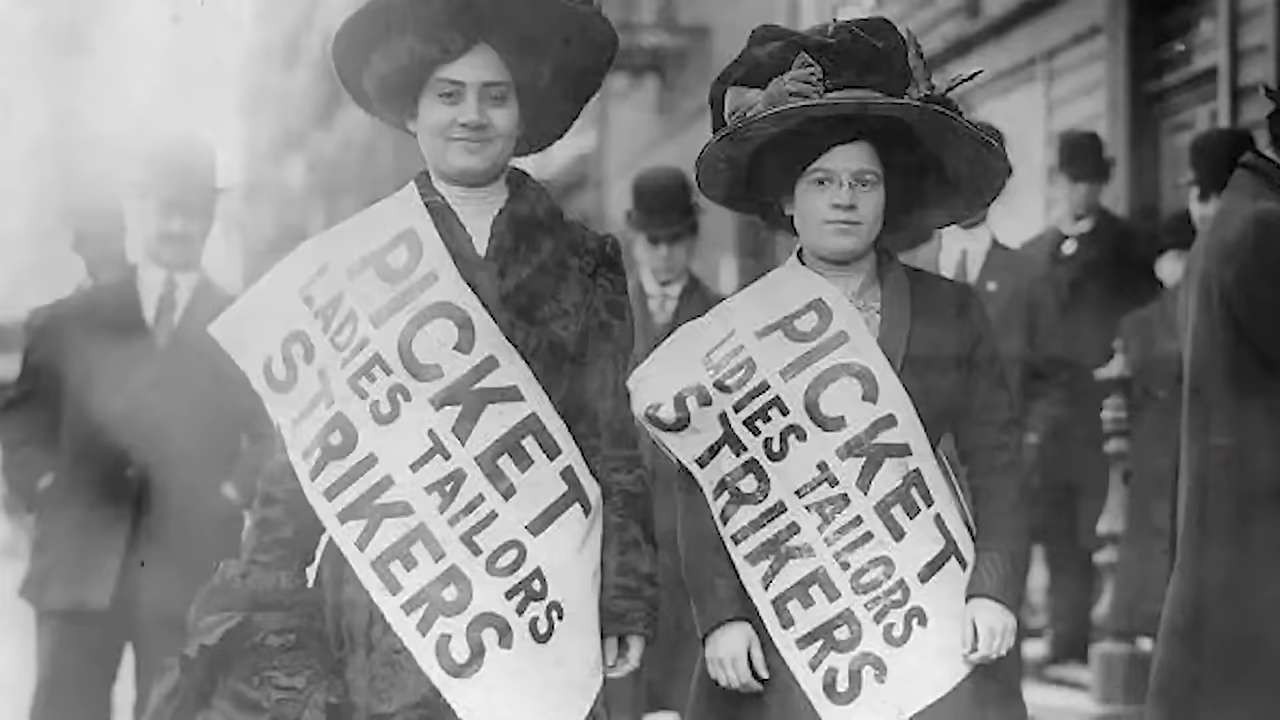 PICKET
LADIES TAILORS
STRIKERS
PICKET
LADIES TAILORS
STRIKERS